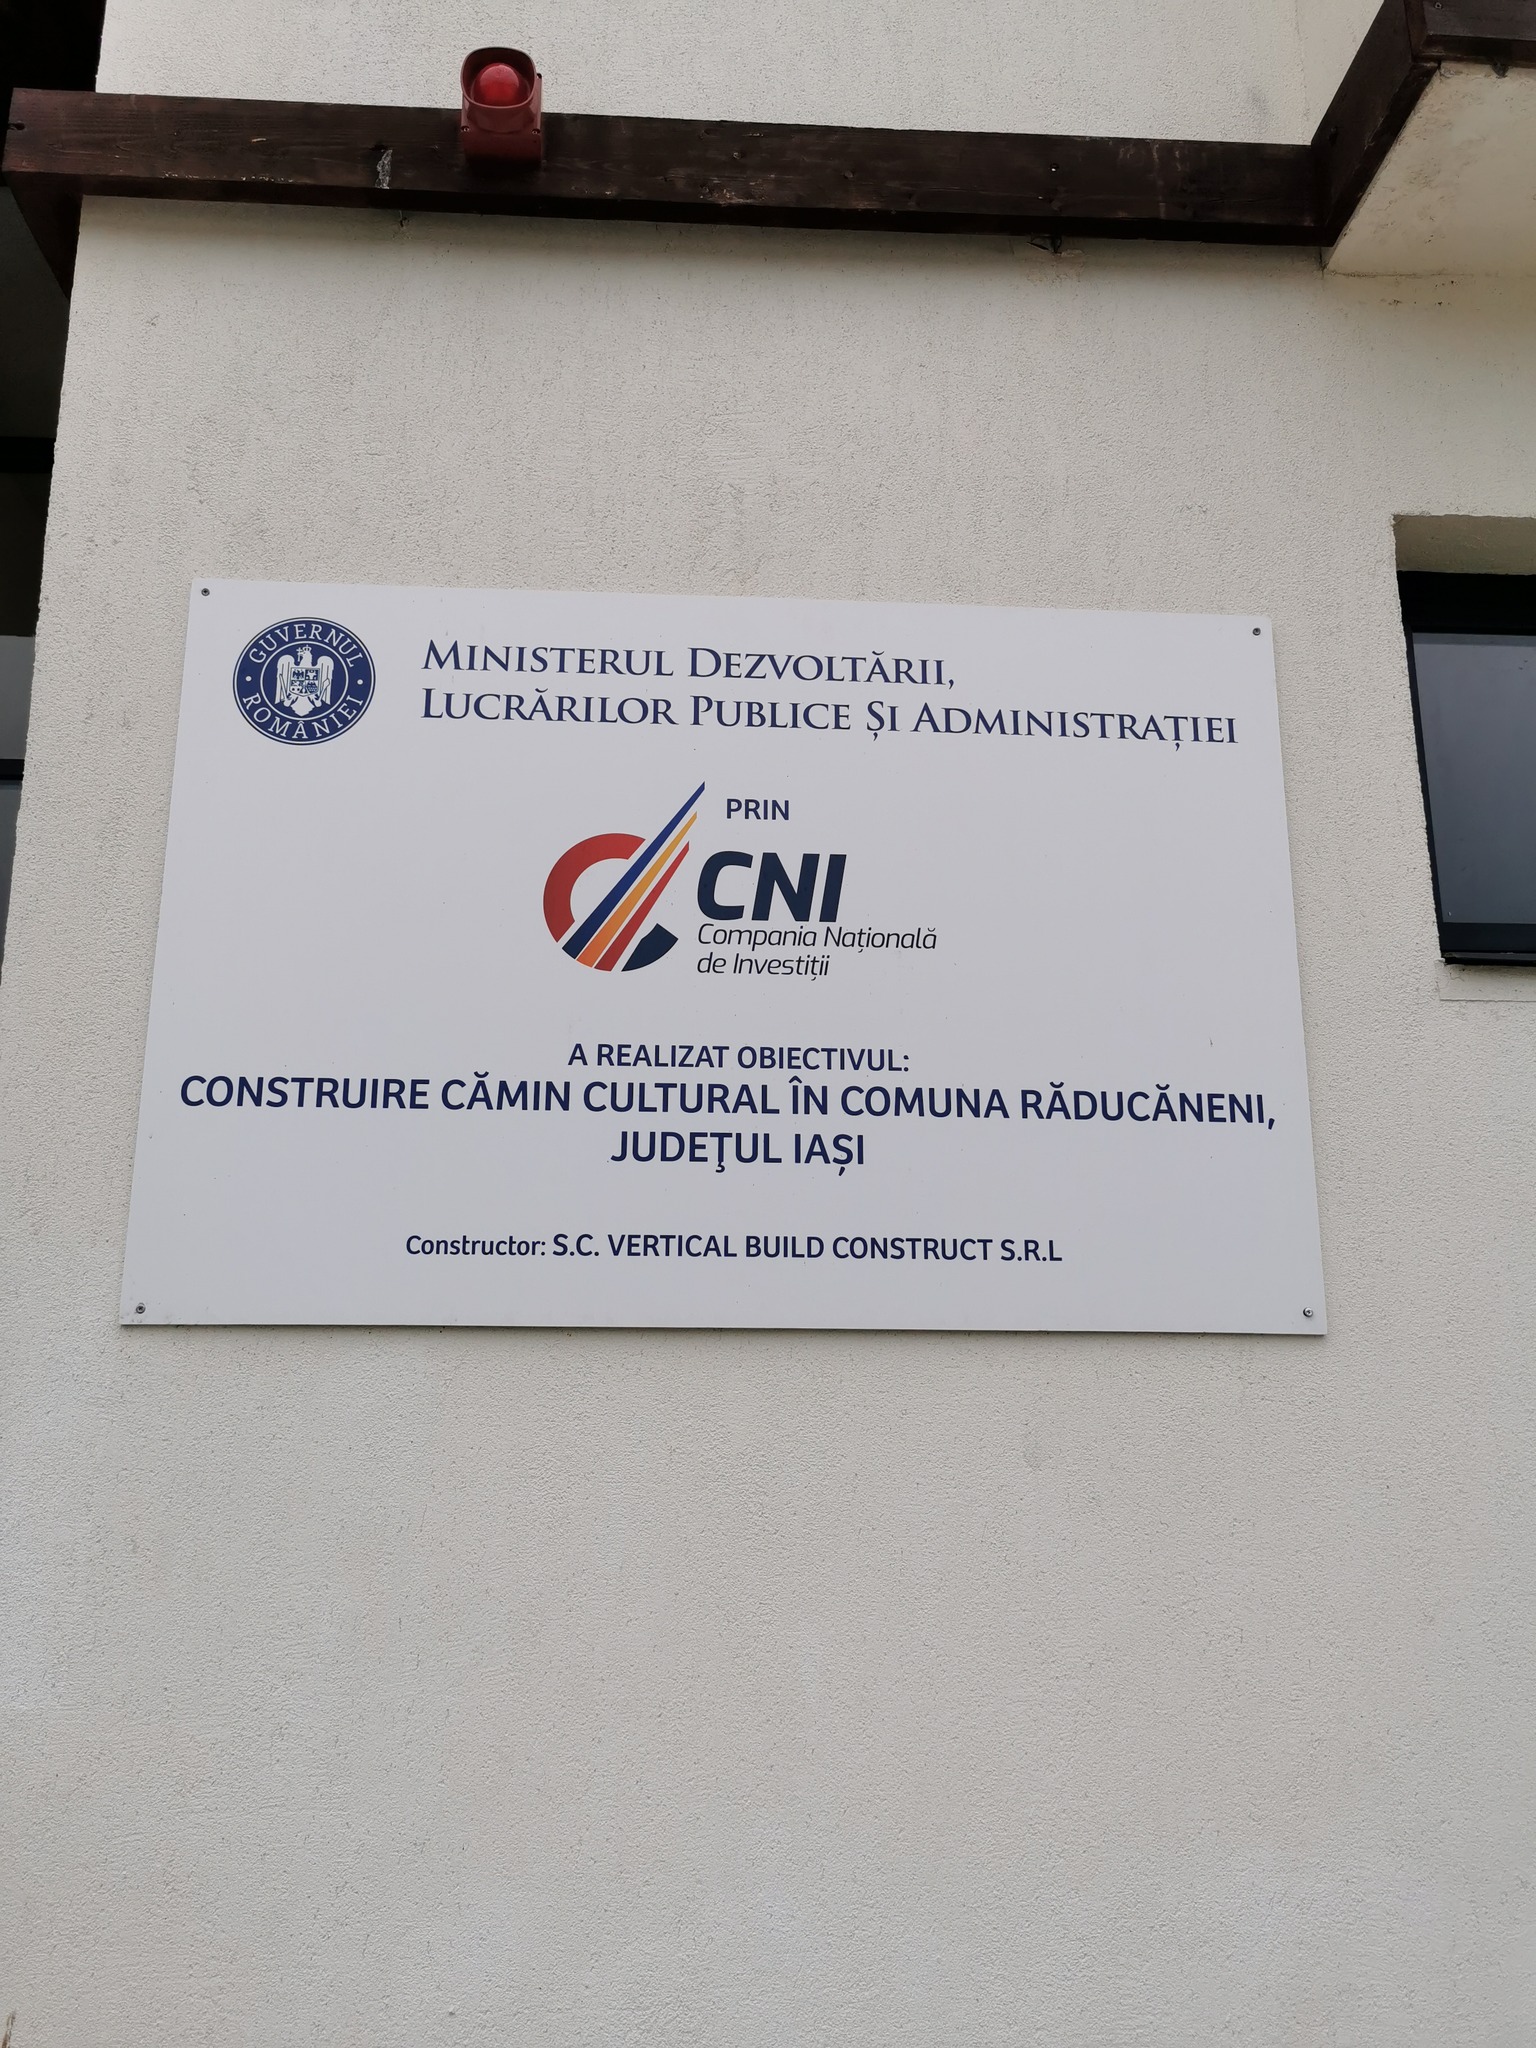 GUVERNUL ROMÂNIEI
MINISTERUL DEZVOLTĂRII,
LUCRĂRILOR PUBLICE ȘI ADMINISTRAȚIEI
PRIN
CNI
Compania Națională
de Investiții
A REALIZAT OBIECTIVUL:
CONSTRUIRE CĂMIN CULTURAL ÎN COMUNA RĂDUCĂNENI,
JUDEŢUL IAȘI
Constructor: S.C. VERTICAL BUILD CONSTRUCT S.R.L